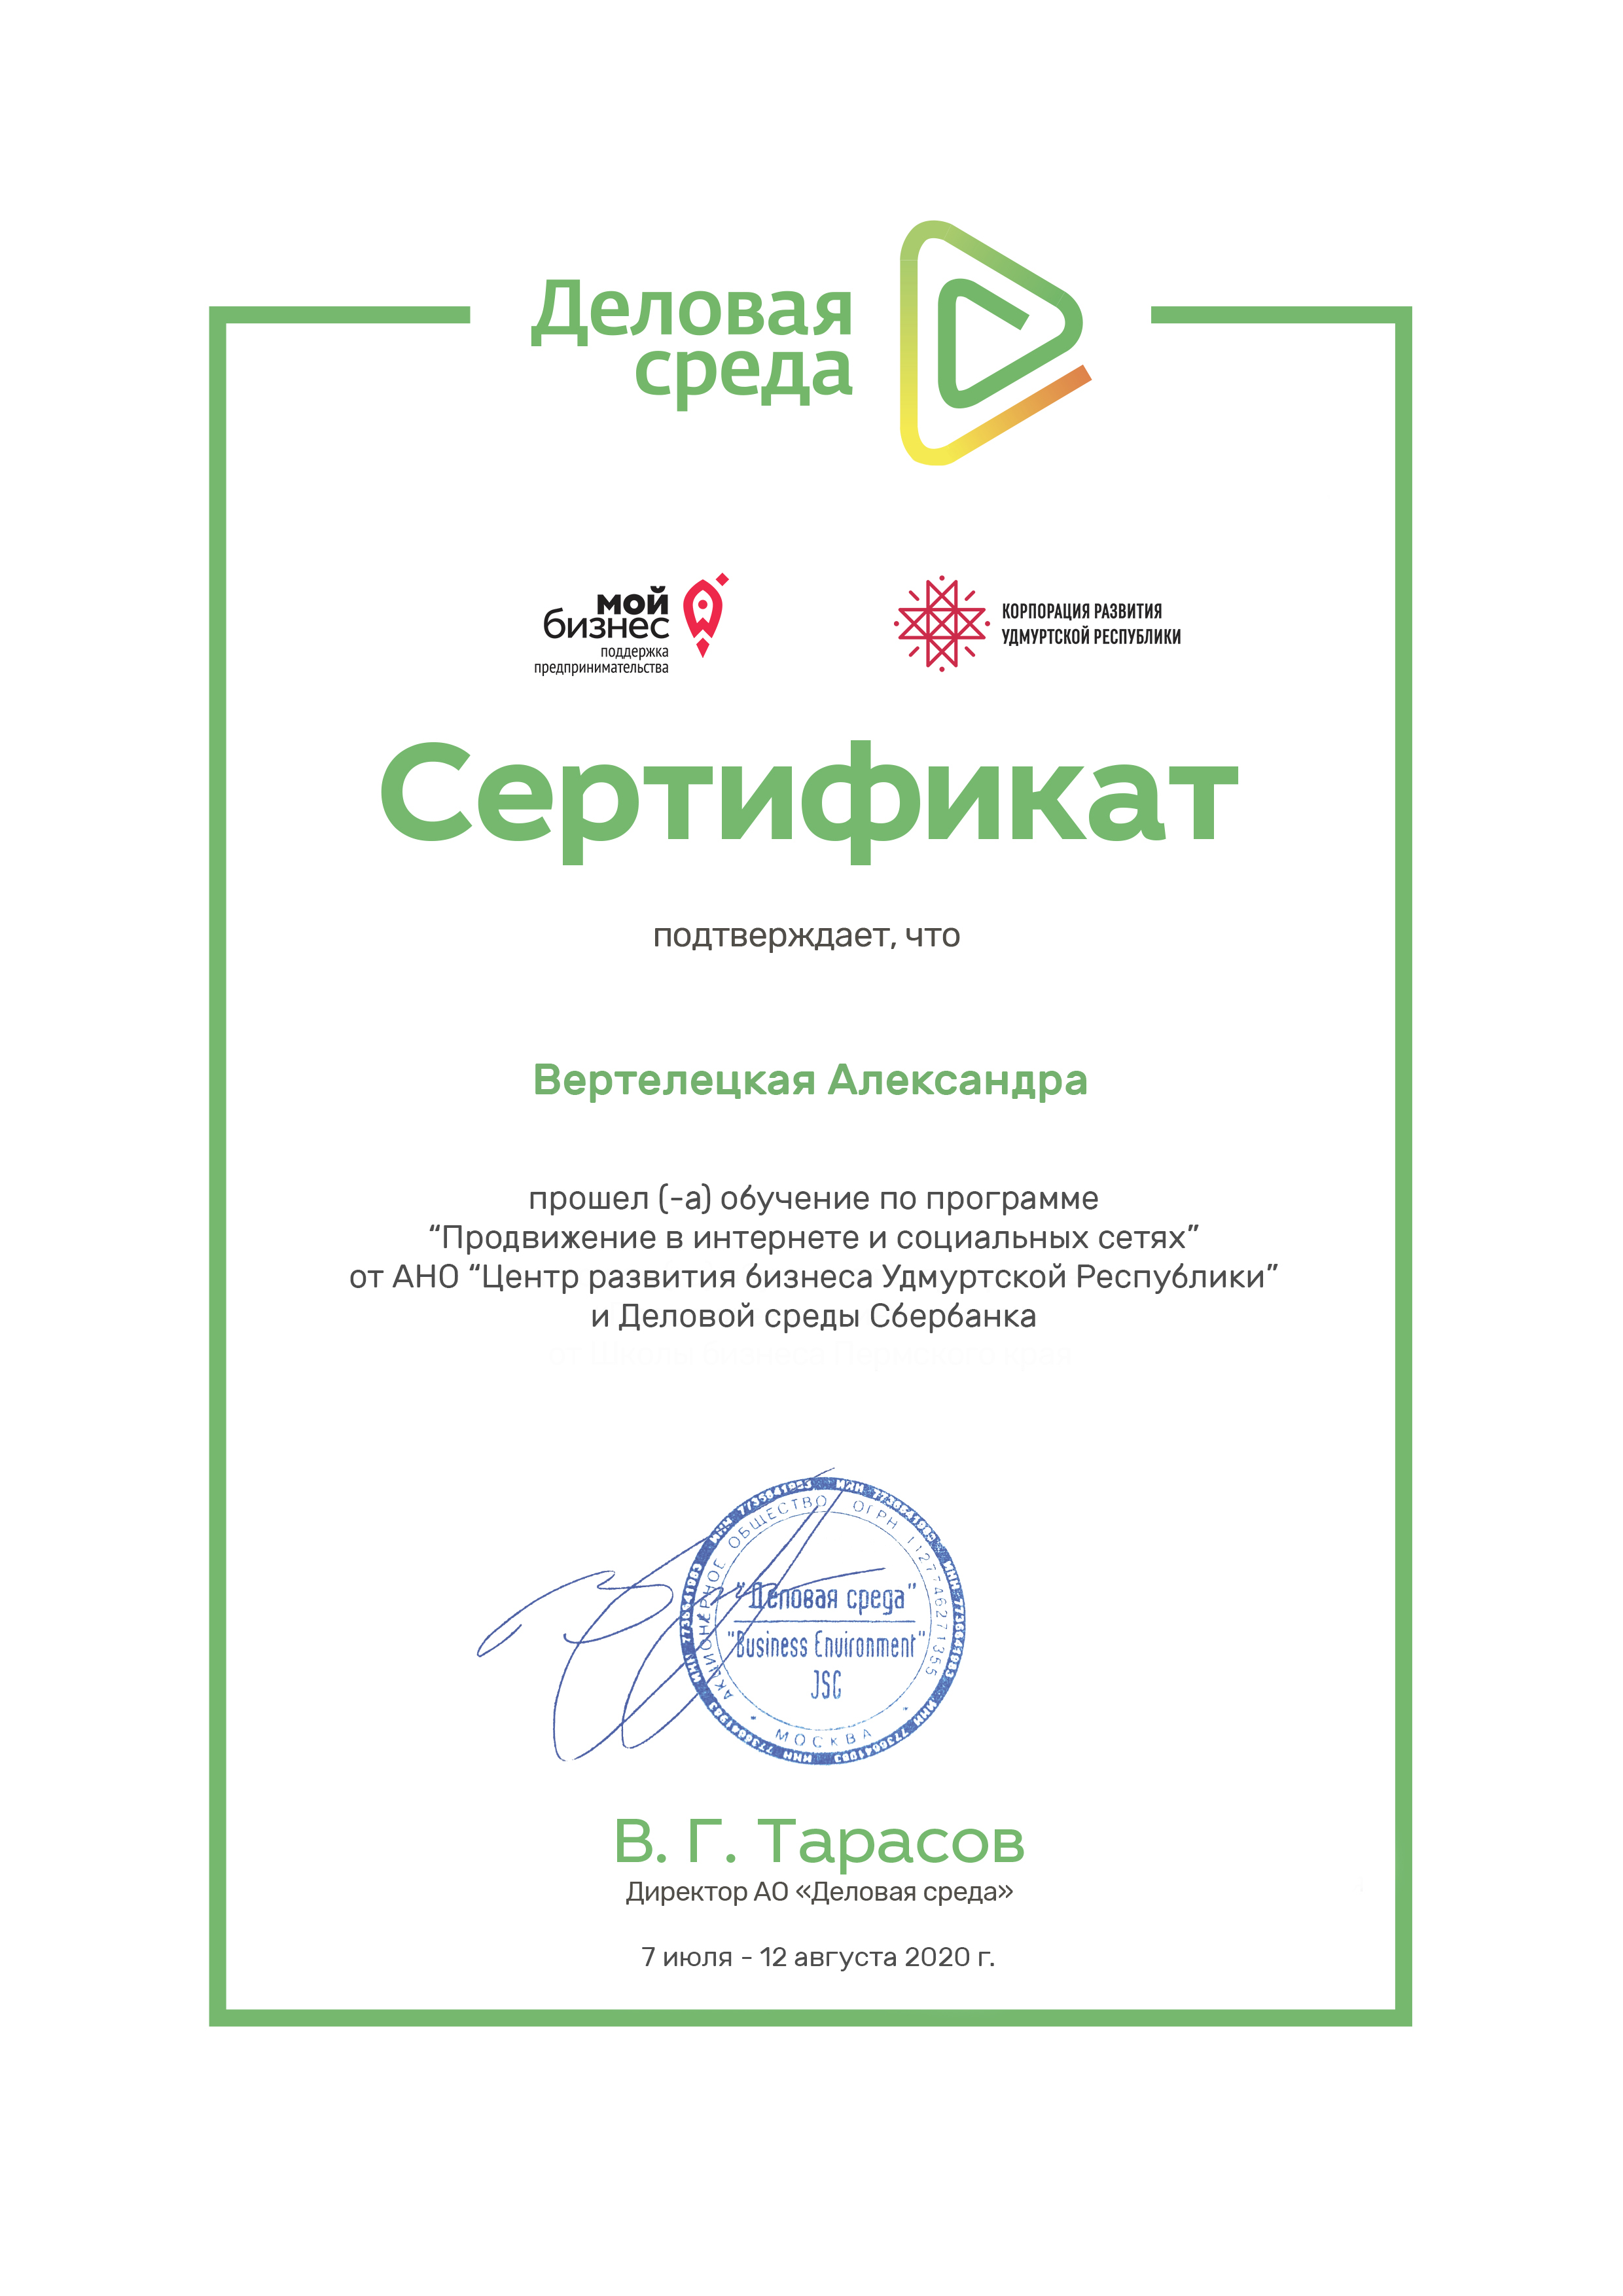 Деловая
среда
мой
бизнес
поддержка
предпринимательства
КОРПОРАЦИЯ РАЗВИТИЯ
УДМУРТСКОЙ РЕСПУБЛИКИ
Сертификат
подтверждает, что
Вертелецкая Александра
прошел (-а) обучение по программе
“Продвижение в интернете и социальных сетях”
от АНО “Центр развития бизнеса Удмуртской Республики”
и Деловой среды Сбербанка
АКЦИОНЕРНОЕ ОБЩЕСТВО ОГРН 1127746271355
"Деловая среда"
"Business Environment"
JSC
* МОСКВА *
В. Г. Тарасов
Директор АО «Деловая среда»
7 июля - 12 августа 2020 г.